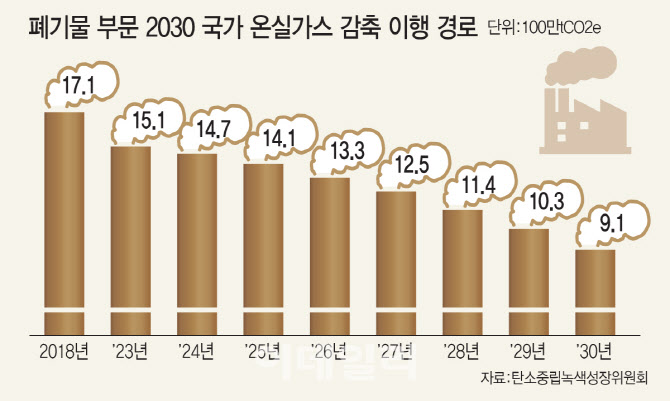 폐기물 부문 2030 국가 온실가스 감축 이행 경로 단위:100만tCO2e
17.1
15.1
14.7
14.1
13.3
12.5
11.4
10.3
9.1
2018년 ’23년 ’24년 ’25년 ’26년 ’27년 ’28년 ’29년 ’30년
이데일리
자료:탄소중립녹색성장위원회